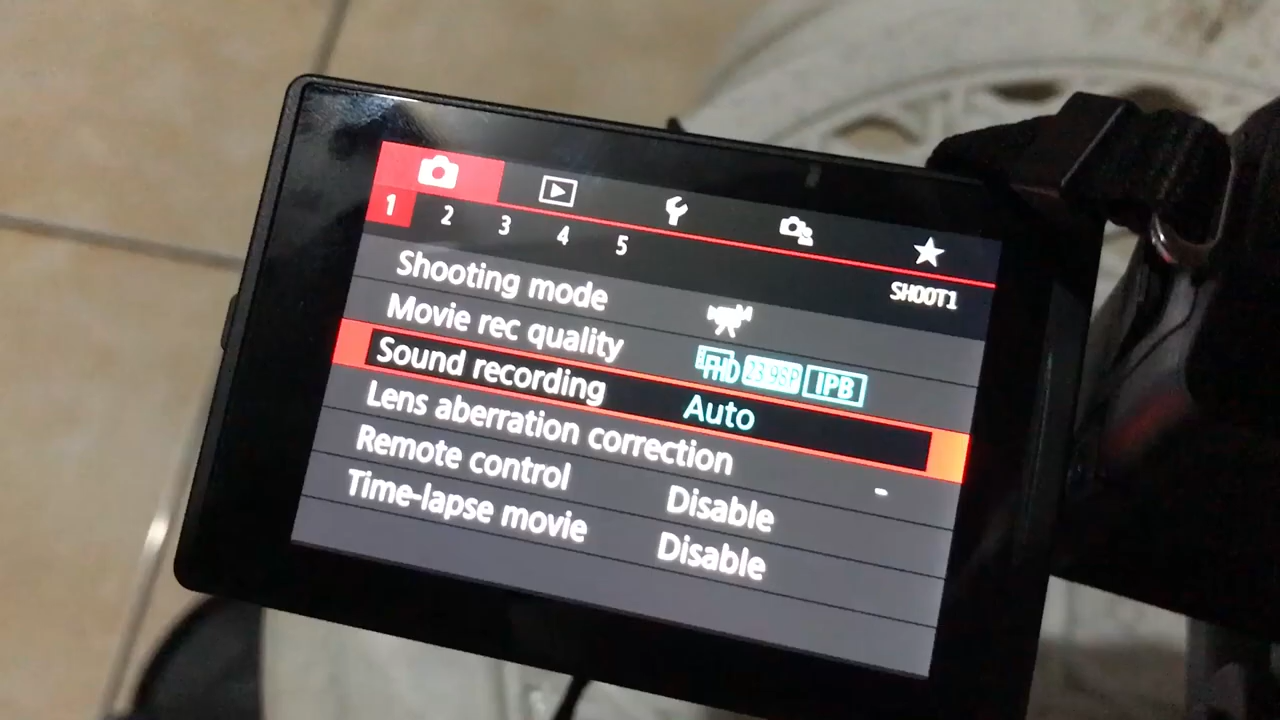 1 2 3 4 5
SHOOT1
Shooting mode
Movie rec quality FHD 23.98P IPB
Sound recording Auto
Lens aberration correction -
Remote control Disable
Time-lapse movie Disable